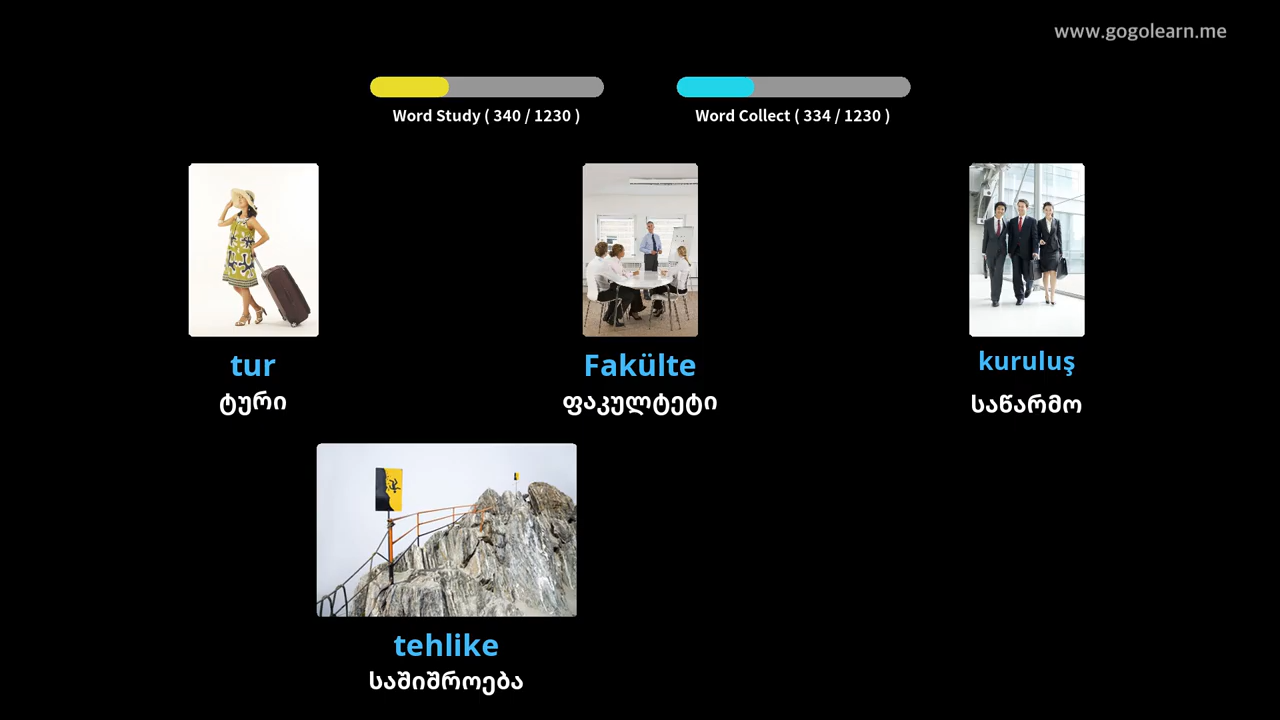 www.gogolearn.me
Word Study ( 340 / 1230 )
Word Collect ( 334 / 1230 )
tur
ტური
Fakülte
ფაკულტეტი
kuruluş
საწარმო
tehlike
საშიშროება